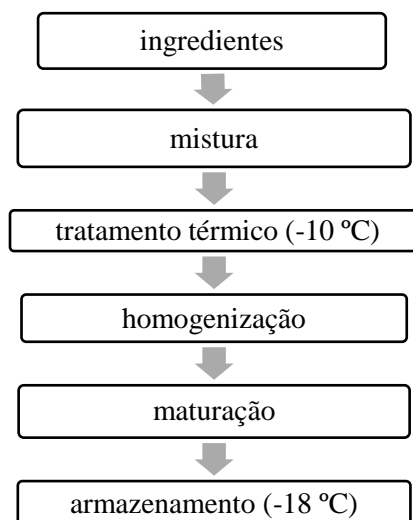 ingredientes
mistura
tratamento térmico (-10 ºC)
homogenização
maturação
armazenamento (-18 ºC)